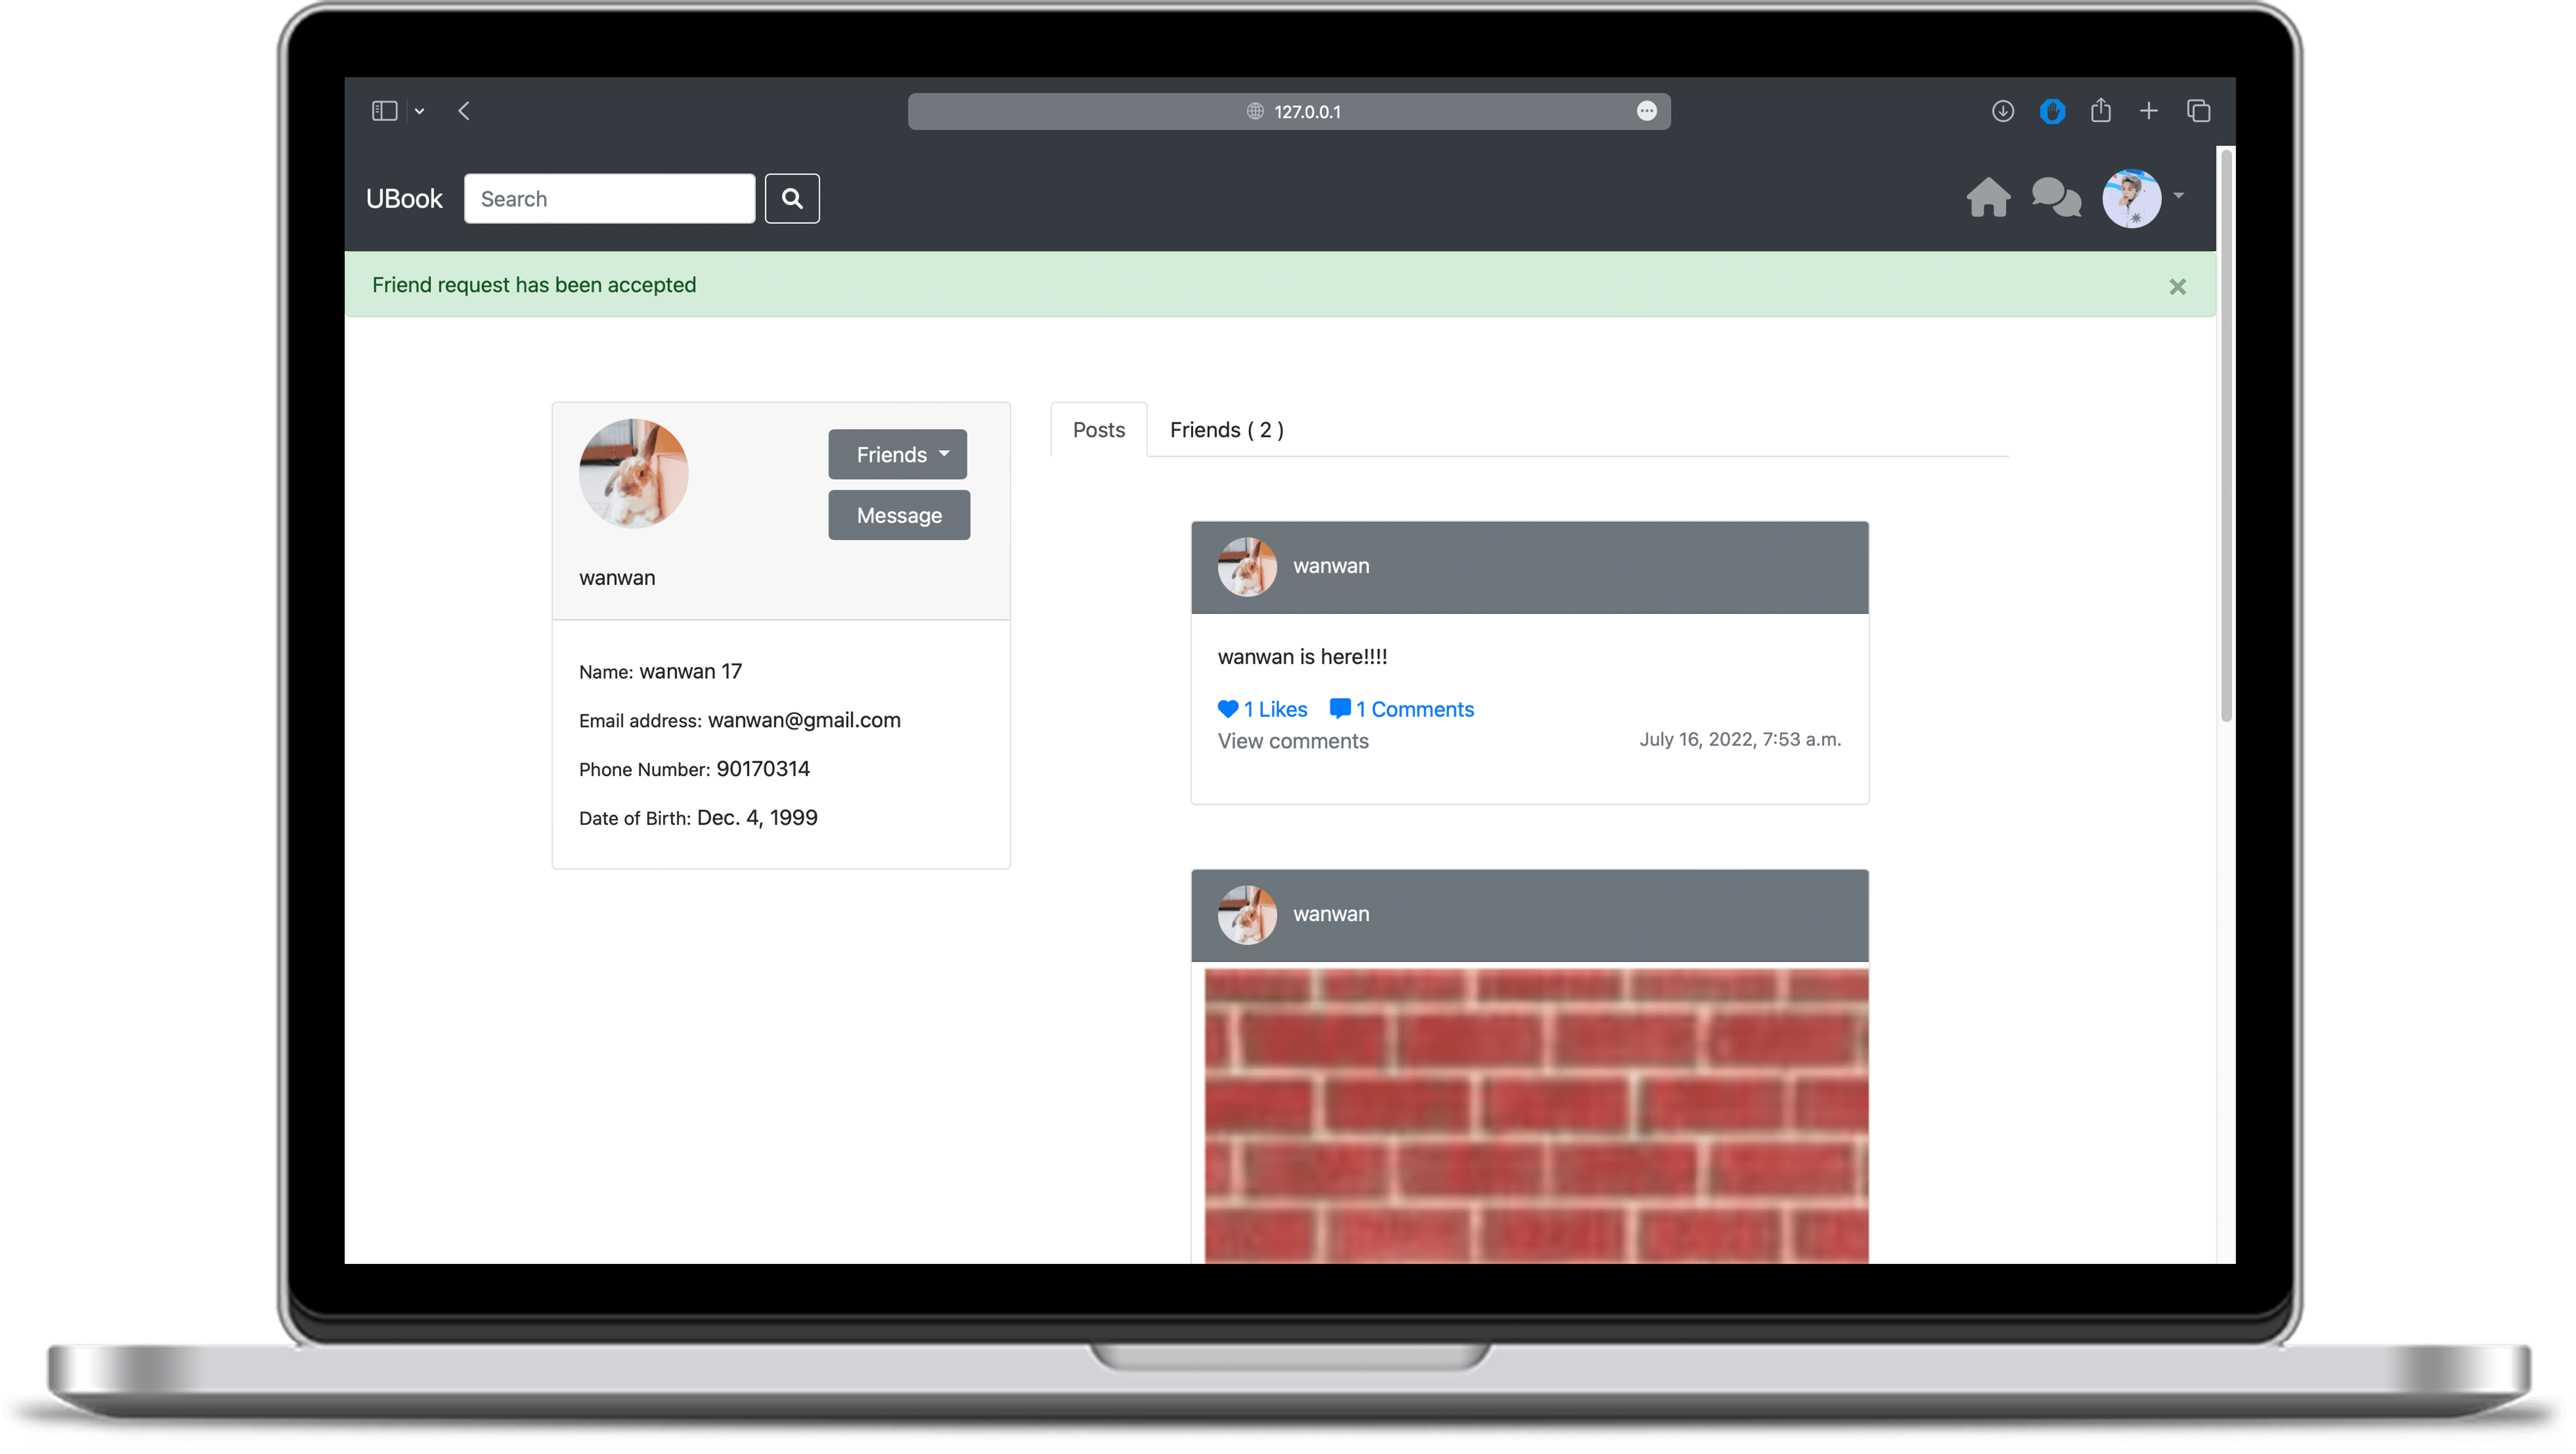 127.0.0.1
UBook Search
Friend request has been accepted
Friends
Message
wanwan
Name: wanwan 17
Email address: wanwan@gmail.com
Phone Number: 90170314
Date of Birth: Dec. 4, 1999
Posts Friends ( 2 )
wanwan
wanwan is here!!!!
1 Likes 1 Comments
View comments July 16, 2022, 7:53 a.m.
wanwan